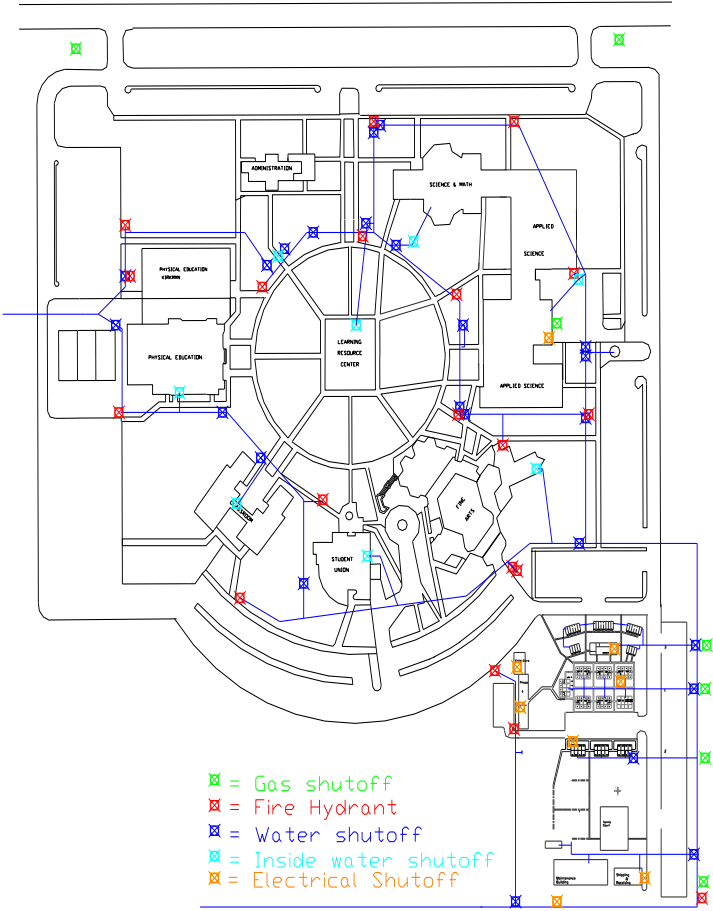 ADMINISTRATION
SCIENCE & MATH
APPLIED
SCIENCE
PHYSICAL EDUCATION
LEARNING
RESOURCE
CENTER
PHYSICAL EDUCATION
APPLIED SCIENCE
FINE
ARTS
STUDENT
UNION
= Gas shutoff
= Fire Hydrant
= Water shutoff
= Inside water shutoff
= Electrical Shutoff
Maintenance
Building
Shipping
&
Receiving